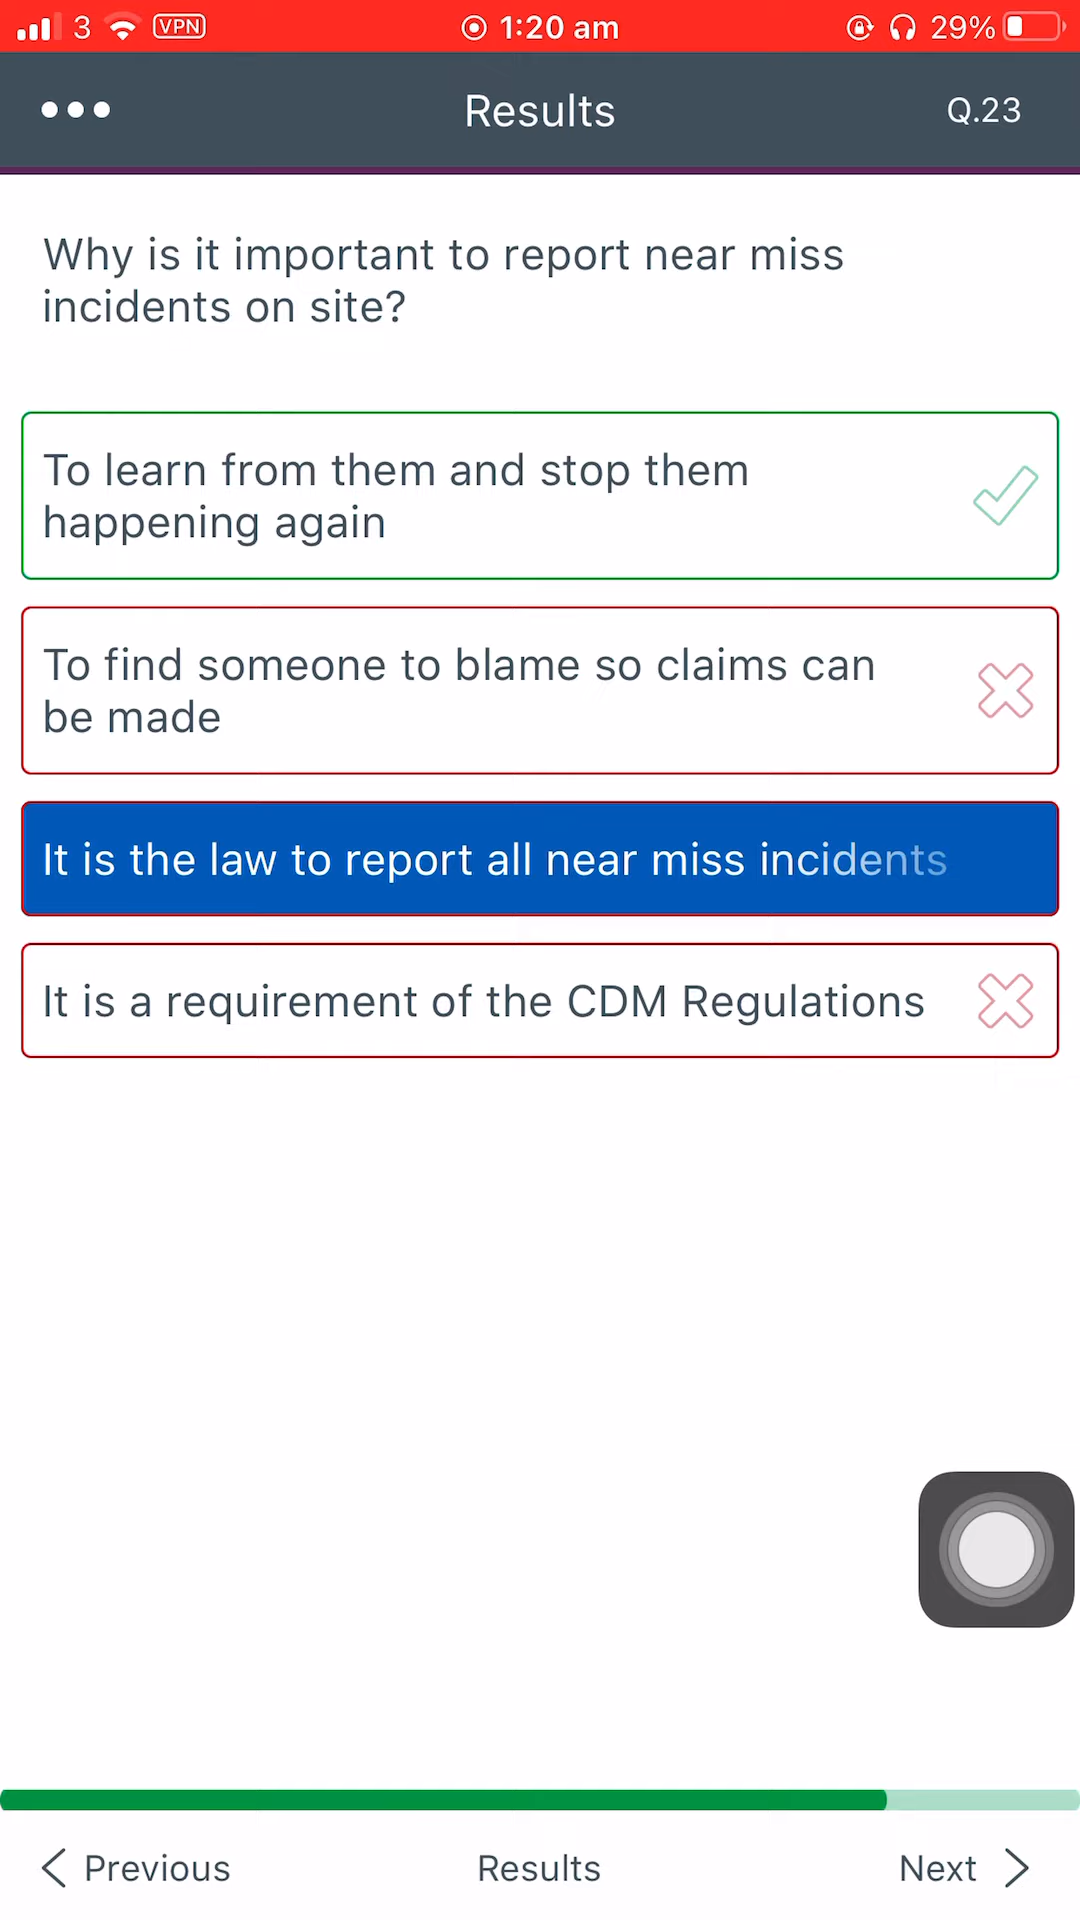 3 VPN 1:20 am 29%
Results Q.23
Why is it important to report near miss
incidents on site?
To learn from them and stop them
happening again
To find someone to blame so claims can
be made
It is the law to report all near miss incidents
It is a requirement of the CDM Regulations
Previous Results Next